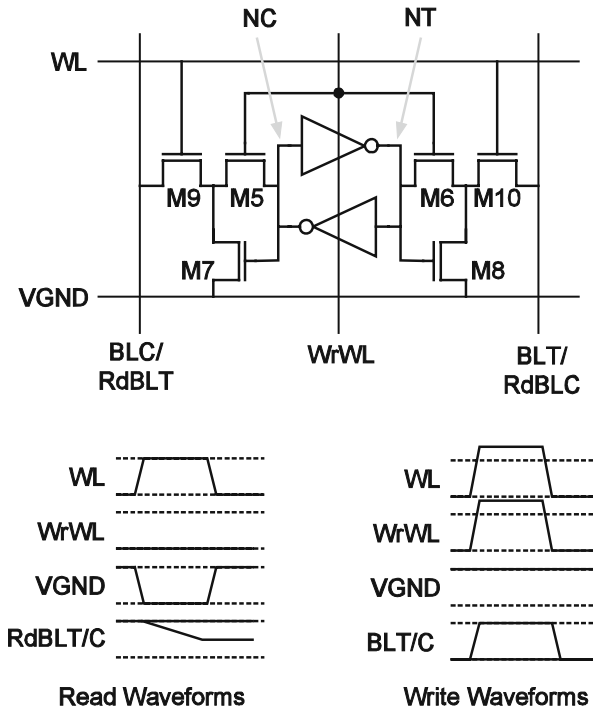 NC NT
WL
M9 M5 M6 M10
M7 M8
VGND
BLC/
RdBLT
WrWL
BLT/
RdBLC
WL
WrWL
VGND
RdBLT/C
Read Waveforms
WL
WrWL
VGND
BLT/C
Write Waveforms